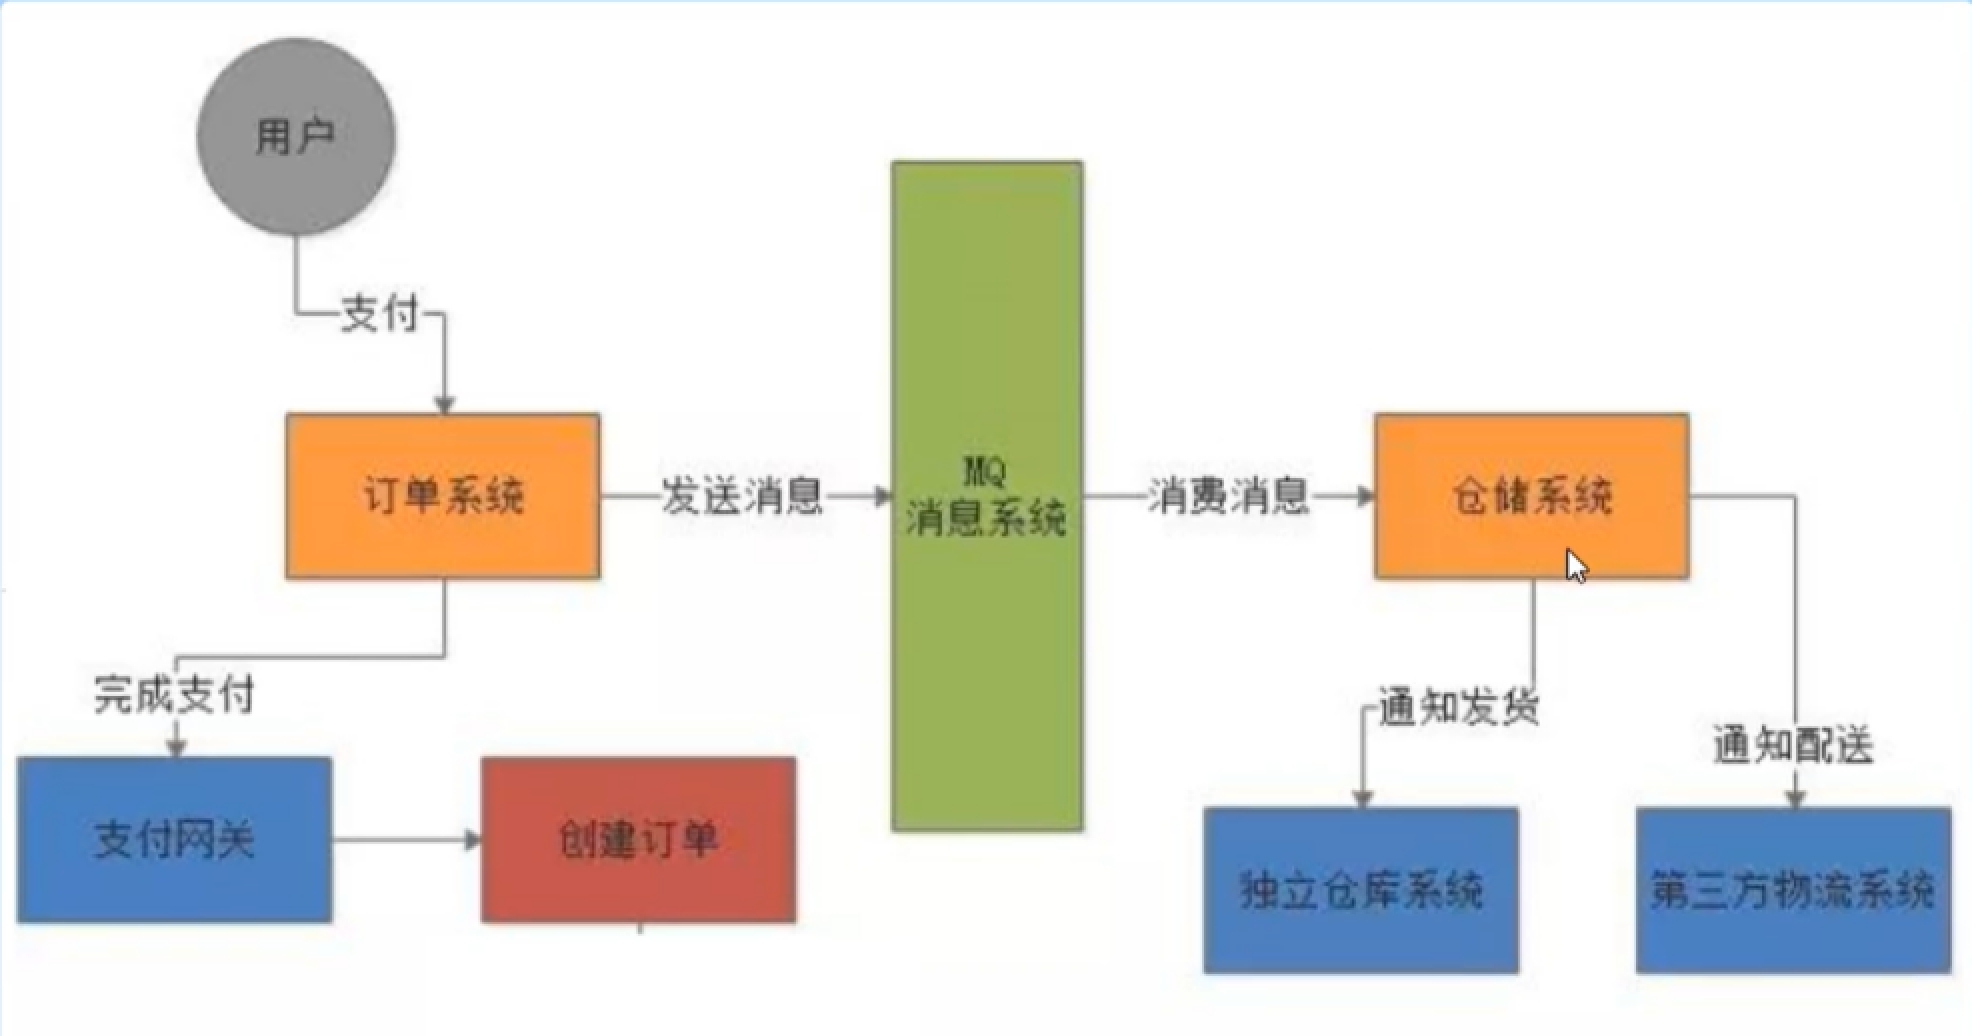 用户
支付
订单系统
发送消息
MQ
消息系统
消费消息
仓储系统
完成支付
通知发货
通知配送
支付网关
创建订单
独立仓库系统
第三方物流系统